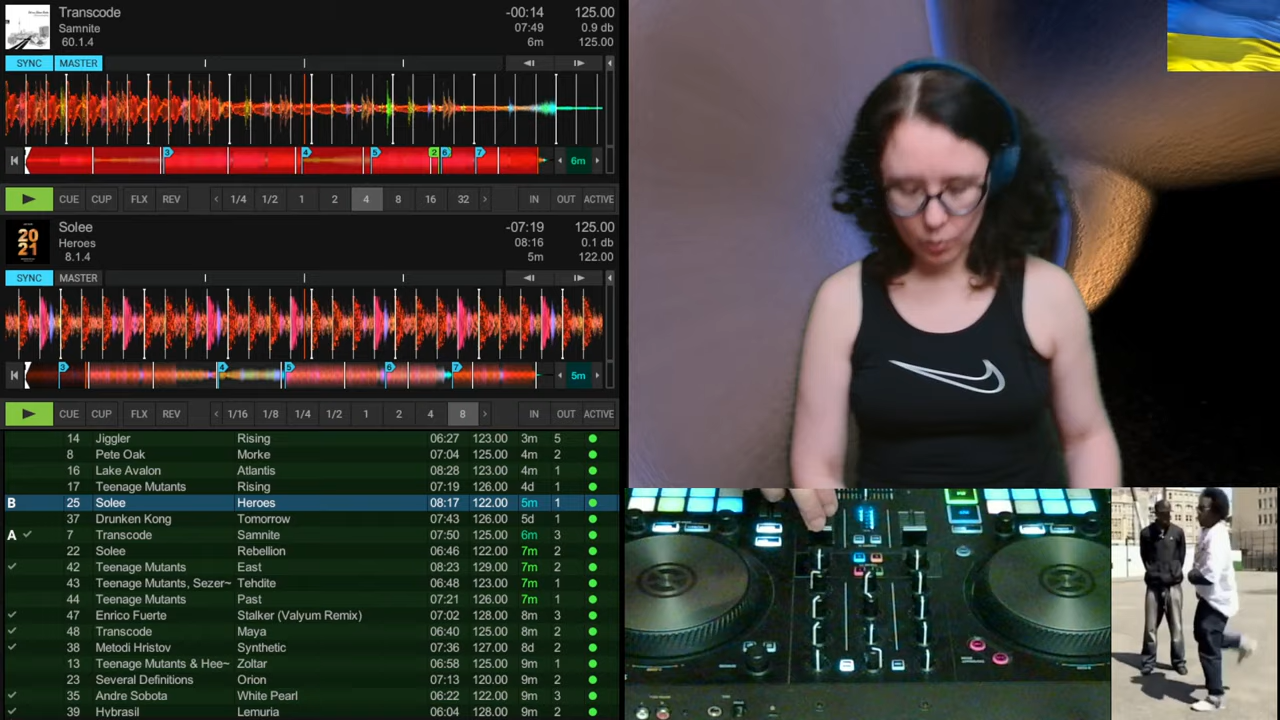 Transcode -00:14 125.00
Samnite 07:49 0.9 db
60.1.4 6m 125.00
SYNC MASTER
3 4 5 2 6 7 6m
CUE CUP FLX REV 1/4 1/2 1 2 4 8 16 32 IN OUT ACTIVE
20 21
Solee -07:19 125.00
Heroes 08:16 0.1 db
8.1.4 5m 122.00
SYNC MASTER
3 4 5 6 7 5m
CUE CUP FLX REV 1/16 1/8 1/4 1/2 1 2 4 8 IN OUT ACTIVE
14 Jiggler Rising 06:27 123.00 3m 5
8 Pete Oak Morke 07:04 125.00 4m 2
16 Lake Avalon Atlantis 08:28 123.00 4m 1
17 Teenage Mutants Rising 07:19 126.00 4d 1
B 25 Solee Heroes 08:17 122.00 5m 1
37 Drunken Kong Tomorrow 07:43 126.00 5d 1
A 7 Transcode Samnite 07:50 125.00 6m 3
22 Solee Rebellion 06:46 122.00 7m 2
42 Teenage Mutants East 08:23 129.00 7m 2
43 Teenage Mutants, Sezer~ Tehdite 06:48 123.00 7m 1
44 Teenage Mutants Past 07:21 126.00 7m 1
47 Enrico Fuerte Stalker (Valyum Remix) 07:02 128.00 8m 3
48 Transcode Maya 06:40 125.00 8m 2
38 Metodi Hristov Synthetic 07:36 127.00 8d 2
13 Teenage Mutants & Hee~ Zoltar 06:58 125.00 9m 1
23 Several Definitions Orion 07:13 120.00 9m 2
35 Andre Sobota White Pearl 06:22 122.00 9m 3
39 Hybrasil Lemuria 06:04 128.00 9m 2